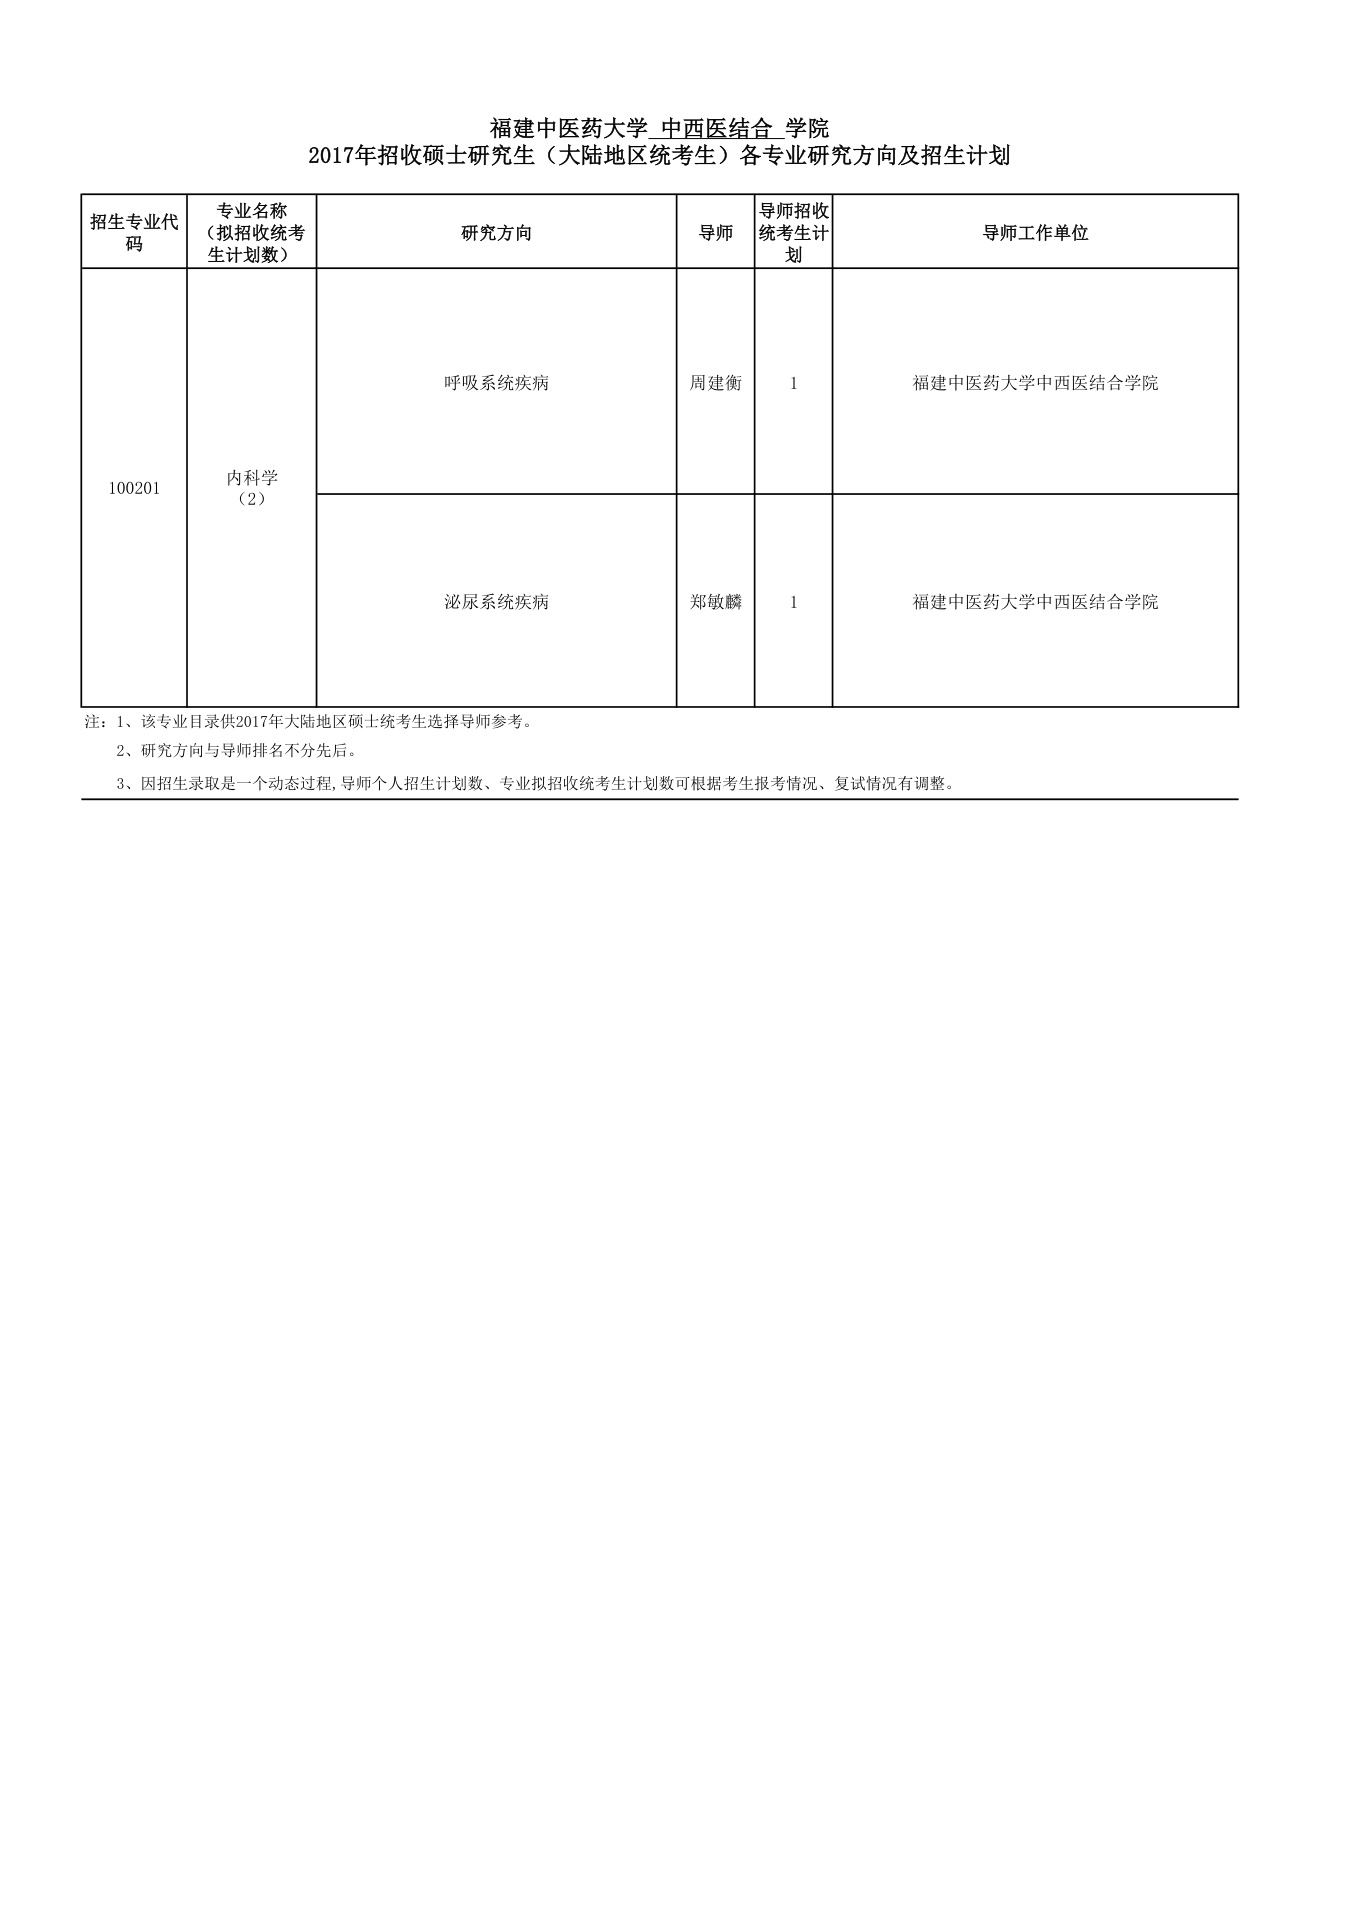 福建中医药大学 中西医结合 学院
2017年招收硕士研究生（大陆地区统考生）各专业研究方向及招生计划
招生专业代
码
专业名称
（拟招收统考
生计划数）
研究方向
导师
导师招收
统考生计
划
导师工作单位
100201
内科学
（2）
呼吸系统疾病
周建衡
1
福建中医药大学中西医结合学院
泌尿系统疾病
郑敏麟
1
福建中医药大学中西医结合学院
注：1、该专业目录供2017年大陆地区硕士统考生选择导师参考。
2、研究方向与导师排名不分先后。
3、因招生录取是一个动态过程,导师个人招生计划数、专业拟招收统考生计划数可根据考生报考情况、复试情况有调整。